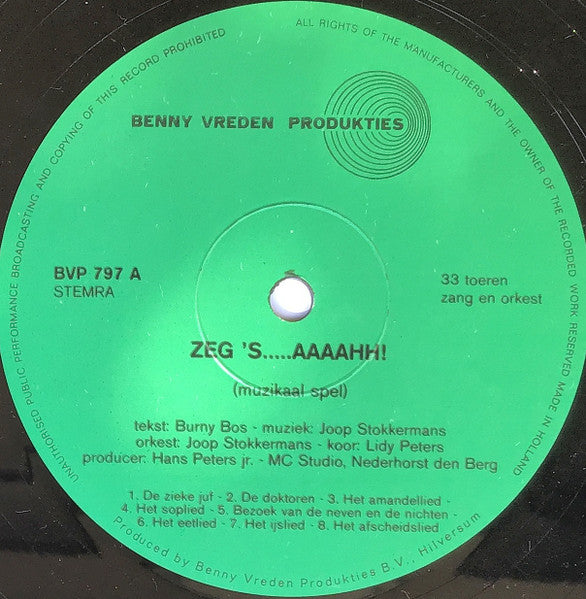 UNAUTHORISED PUBLIC PERFORMANCE BROADCASTING AND COPYING OF THIS RECORD PROHIBITED
ALL RIGHTS OF THE MANUFACTURERS AND THE OWNER OF THE RECORDED WORK RESERVED MADE IN HOLLAND
BENNY VREDEN PRODUKTIES
BVP 797 A
STEMRA
33 toeren
zang en orkest
ZEG 'S.....AAAAHH!
(muzikaal spel)
tekst: Burny Bos - muziek: Joop Stokkermans
orkest: Joop Stokkermans - koor: Lidy Peters
producer: Hans Peters jr. - MC Studio, Nederhorst den Berg
1. De zieke juf - 2. De doktoren - 3. Het amandellied -
4. Het soplied - 5. Bezoek van de neven en de nichten -
6. Het eetlied - 7. Het ijslied - 8. Het afscheidslied
Produced by Benny Vreden Produkties B.V., Hilversum